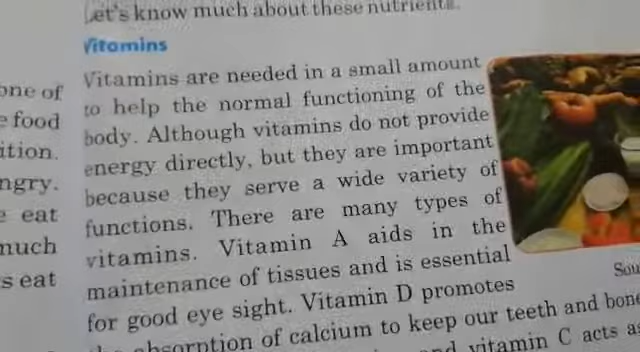 Let's know much about these nutrients.
Vitamins
Vitamins are needed in a small amount
to help the normal functioning of the
body. Although vitamins do not provide
energy directly, but they are important
because they serve a wide variety of
functions. There are many types of
vitamins. Vitamin A aids in the
maintenance of tissues and is essential
for good eye sight. Vitamin D promotes
absorption of calcium to keep our teeth and bone
vitamin C acts as
one of
food
ition.
ngry.
eat
much
s eat
Sou